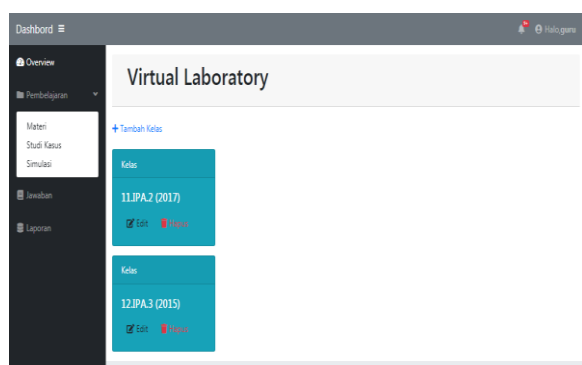 Dashbord
Halo,guru
Overview
Pembelajaran
Materi
Studi Kasus
Simulasi
Jawaban
Laporan
Virtual Laboratory
+ Tambah Kelas
Kelas
11.IPA.2 (2017)
Edit Hapus
Kelas
12.IPA.3 (2015)
Edit Hapus